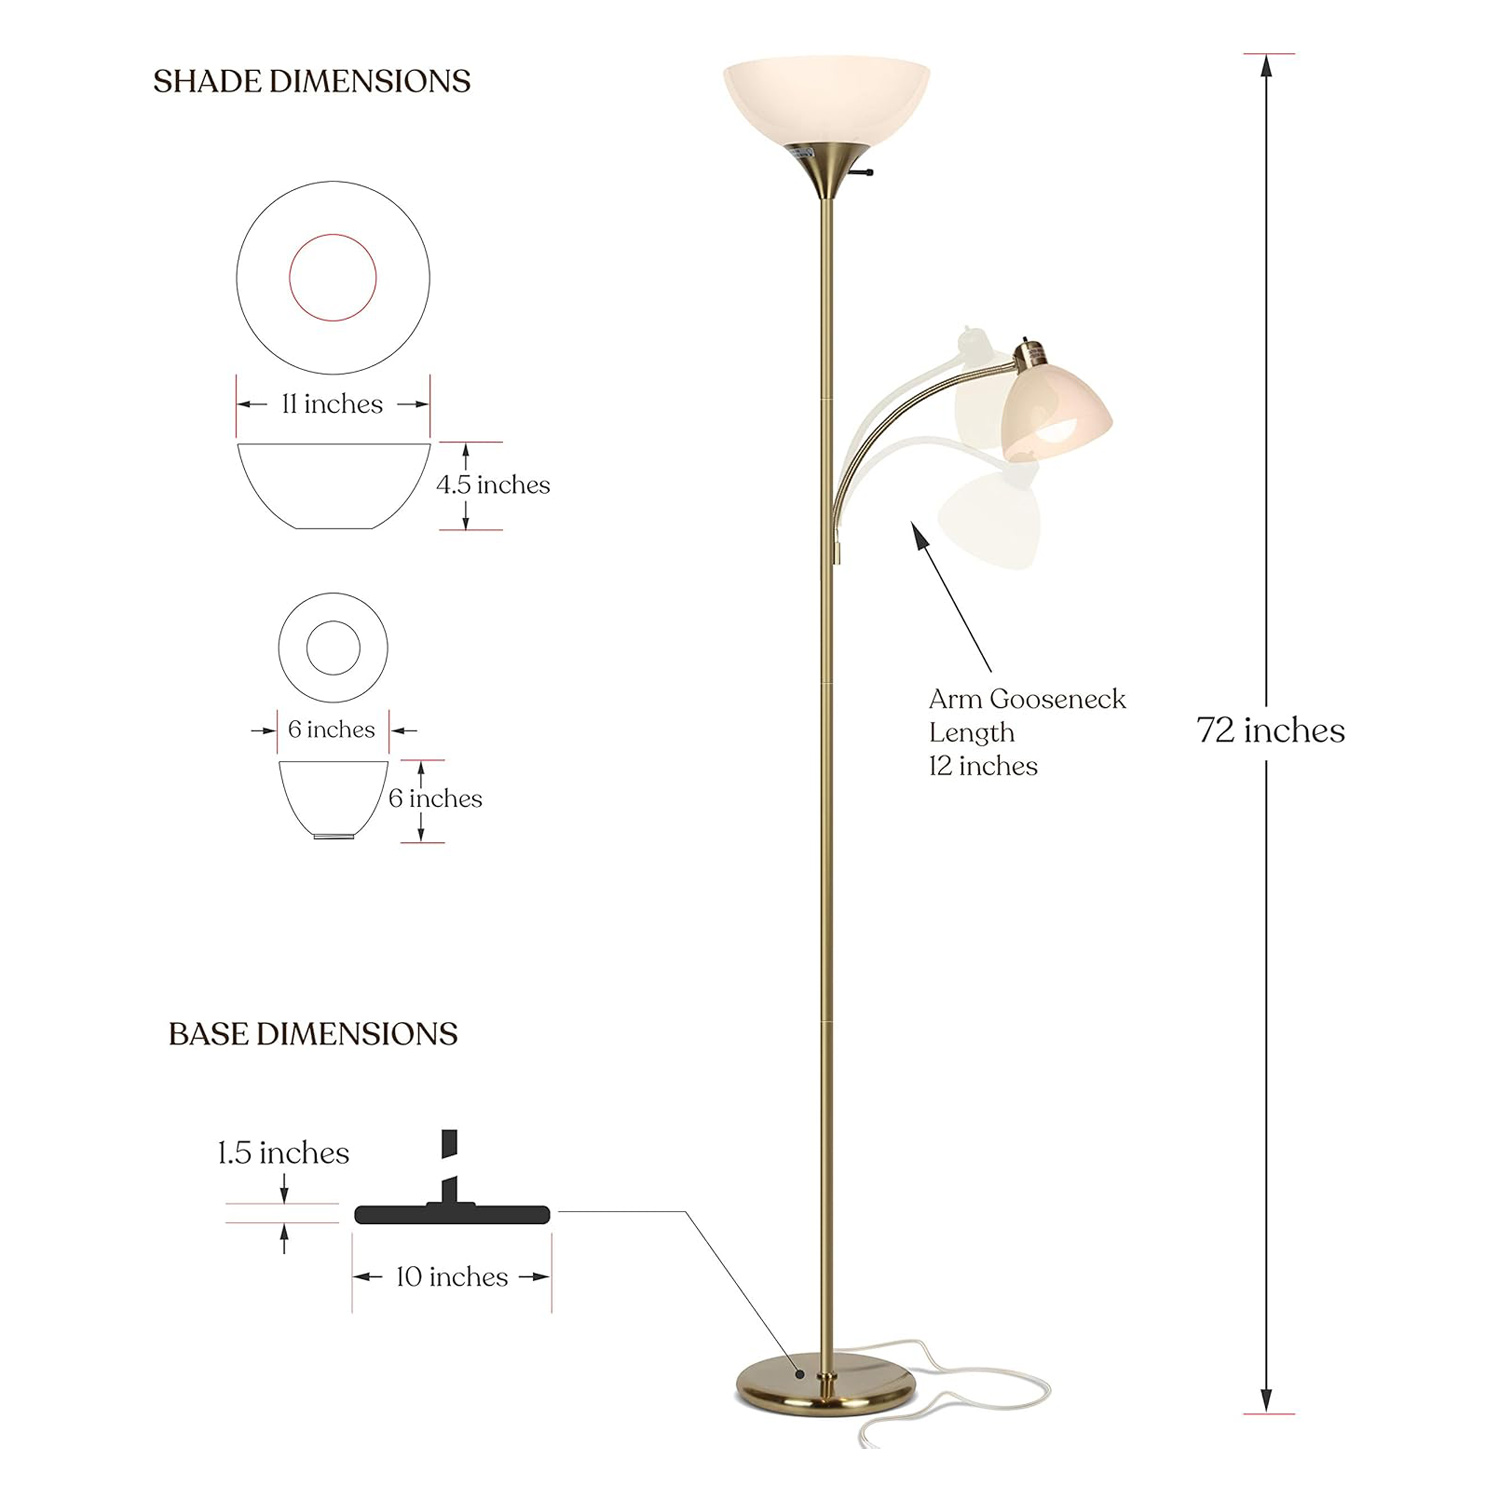 SHADE DIMENSIONS
11 inches
4.5 inches
6 inches
6 inches
Arm Gooseneck
Length
12 inches
72 inches
BASE DIMENSIONS
1.5 inches
10 inches